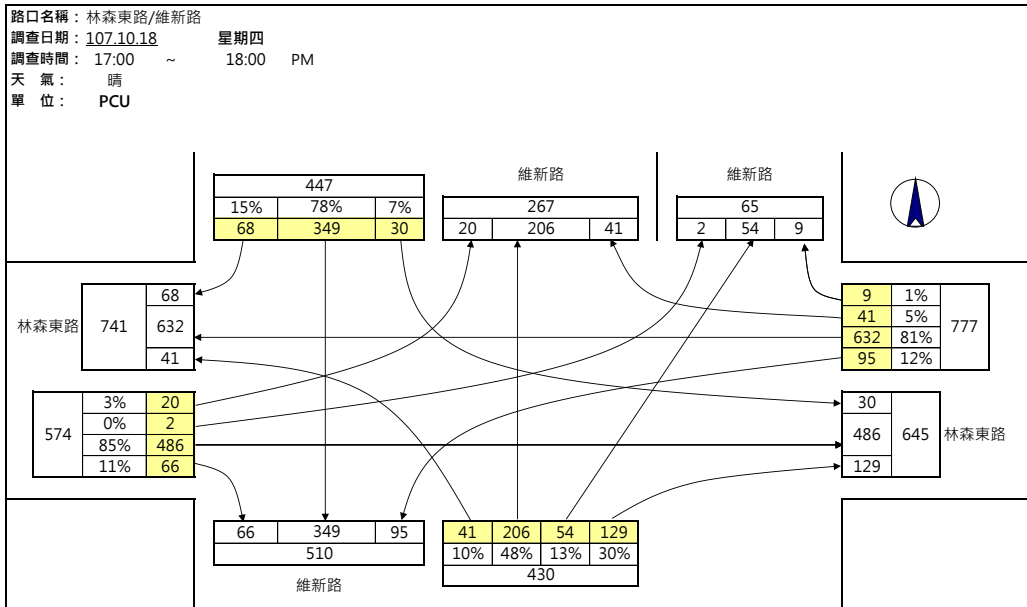 路口名稱：林森東路/維新路
調查日期：107.10.18 星期四
調查時間：17:00 ～ 18:00 PM
天 氣： 晴
單 位： PCU
維新路 維新路
447
15% 78% 7%
68 349 30
267
20 206 41
65
2 54 9
林森東路 741
68
632
41
9 1%
41 5%
632 81%
95 12%
777
574
3% 20
0% 2
85% 486
11% 66
30
486
129
645 林森東路
66 349 95
510
維新路
41 206 54 129
10% 48% 13% 30%
430